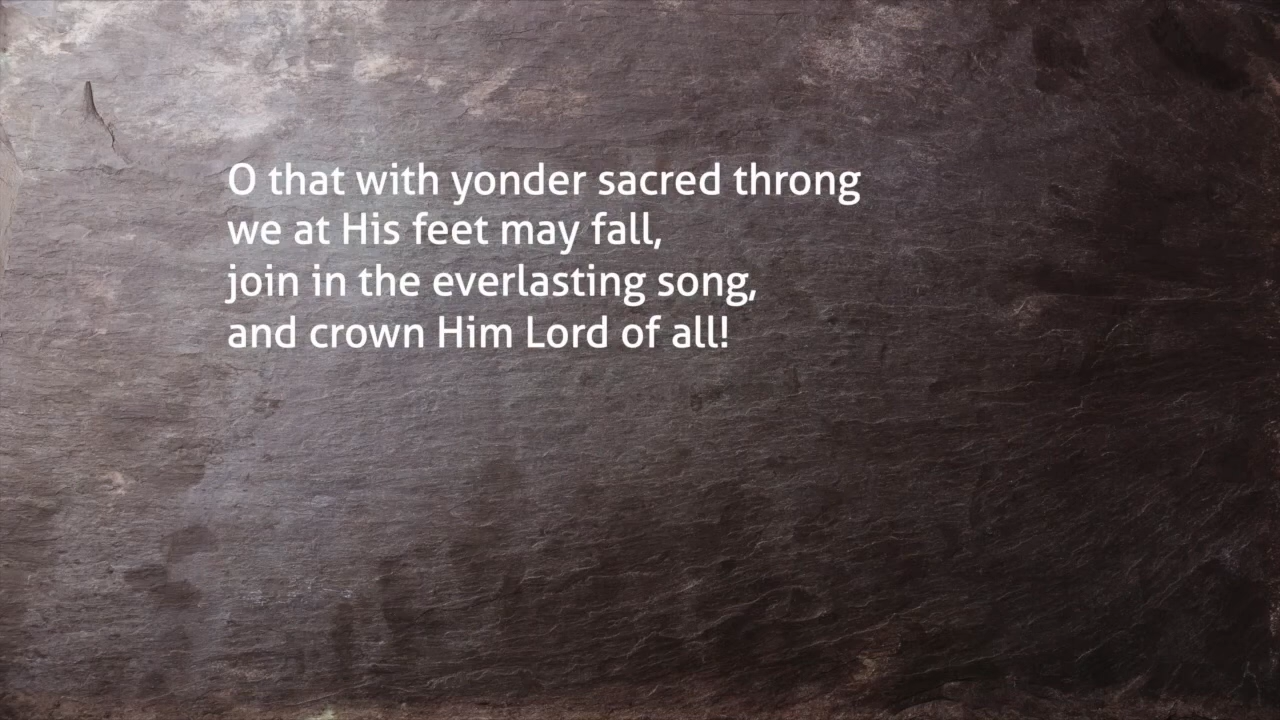 O that with yonder sacred throng
we at His feet may fall,
join in the everlasting song,
and crown Him Lord of all!